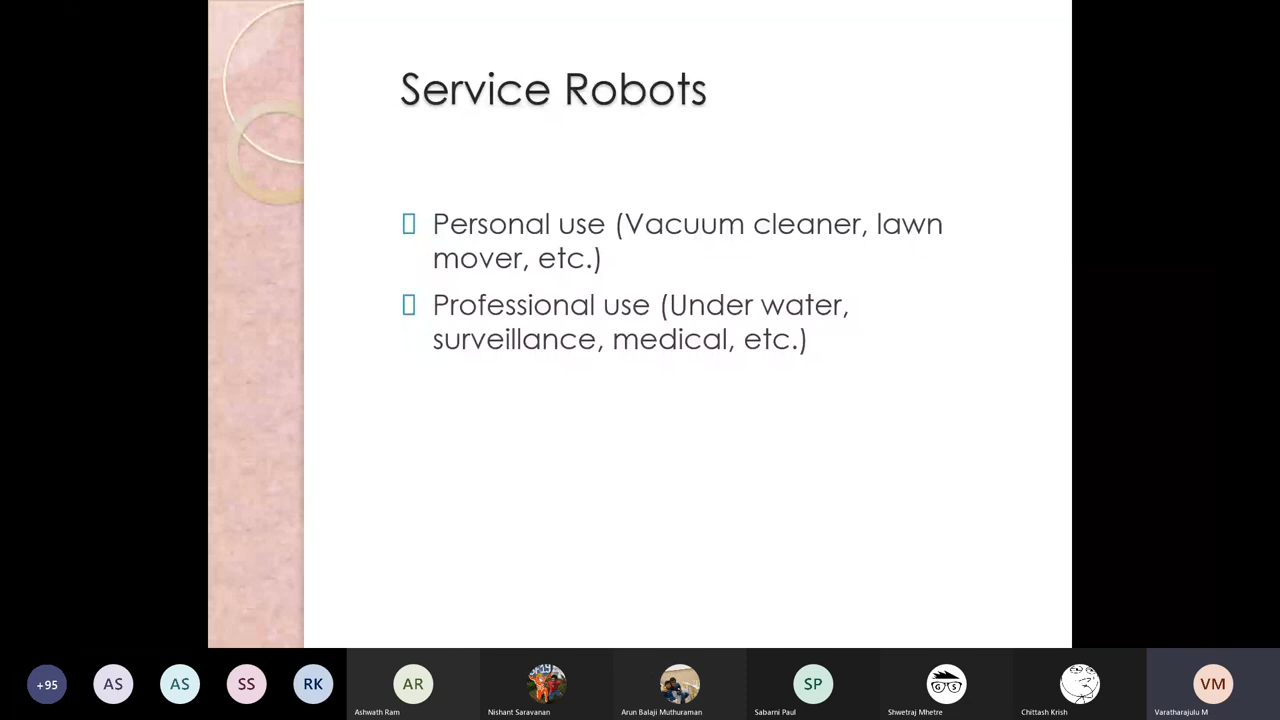 Service Robots
Personal use (Vacuum cleaner, lawn
mover, etc.)
Professional use (Under water,
surveillance, medical, etc.)
+95
AS
AS
SS
RK
AR
SP
VM
Ashwath Ram
Nishant Saravanan
Arun Balaji Muthuraman
Sabarni Paul
Shwetraj Mhetre
Chittash Krish
Varatharajulu M